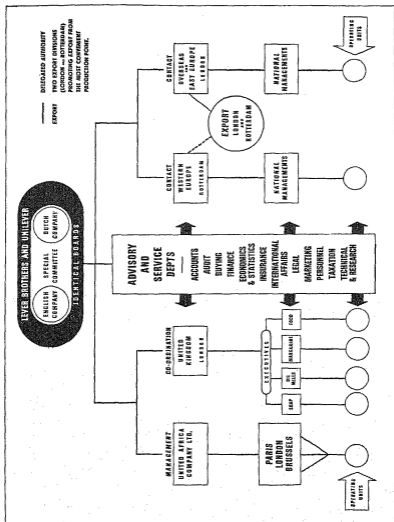 LEVER BROTHERS AND UNILEVER
ENGLISH
COMPANY
SPECIAL
COMMITTEE
DUTCH
COMPANY
IDENTICAL BOARDS
DELEGATED AUTHORITY
TWO EXPORT DIVISIONS
(LONDON AND ROTTERDAM)
PROMOTING EXPORT FROM
THE MOST CONVENIENT
PRODUCTION POINT.
EXPORT
MANAGEMENT
UNITED AFRICA
COMPANY LTD.
PARIS
LONDON
BRUSSELS
OPERATING
UNITS
CO-ORDINATION
UNITED
KINGDOM
LONDON
EXECUTIVES
SOAP
OIL
MILLS
MARGARINE
FOOD
ADVISORY
AND
SERVICE
DEPTS
ACCOUNTS
AUDIT
BUYING
FINANCE
ECONOMICS
& STATISTICS
INSURANCE
INTERNATIONAL
AFFAIRS
LEGAL
MARKETING
PERSONNEL
TAXATION
TECHNICAL
& RESEARCH
CONTACT
WESTERN
EUROPE
ROTTERDAM
NATIONAL
MANAGEMENTS
EXPORT
LONDON
AND
ROTTERDAM
CONTACT
OVERSEAS
AND
EAST EUROPE
LONDON
NATIONAL
MANAGEMENTS
OPERATING
UNITS